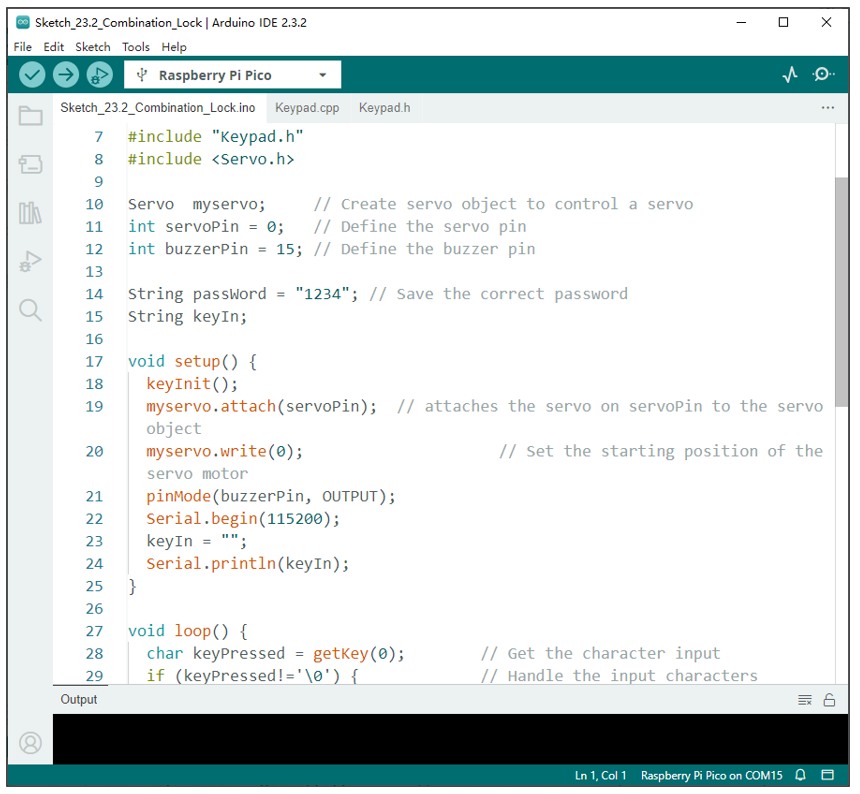 Sketch_23.2_Combination_Lock | Arduino IDE 2.3.2
File Edit Sketch Tools Help
Raspberry Pi Pico
Sketch_23.2_Combination_Lock.ino Keypad.cpp Keypad.h
7 #include "Keypad.h"
8 #include <Servo.h>
9
10 Servo  myservo;     // Create servo object to control a servo
11 int servoPin = 0;   // Define the servo pin
12 int buzzerPin = 15; // Define the buzzer pin
13
14 String passWord = "1234"; // Save the correct password
15 String keyIn;
16
17 void setup() {
18   keyInit();
19   myservo.attach(servoPin);  // attaches the servo on servoPin to the servo
object
20   myservo.write(0);                     // Set the starting position of the
servo motor
21   pinMode(buzzerPin, OUTPUT);
22   Serial.begin(115200);
23   keyIn = "";
24   Serial.println(keyIn);
25 }
26
27 void loop() {
28   char keyPressed = getKey(0);        // Get the character input
29   if (keyPressed!='\0') {             // Handle the input characters
Output
Ln 1, Col 1 Raspberry Pi Pico on COM15